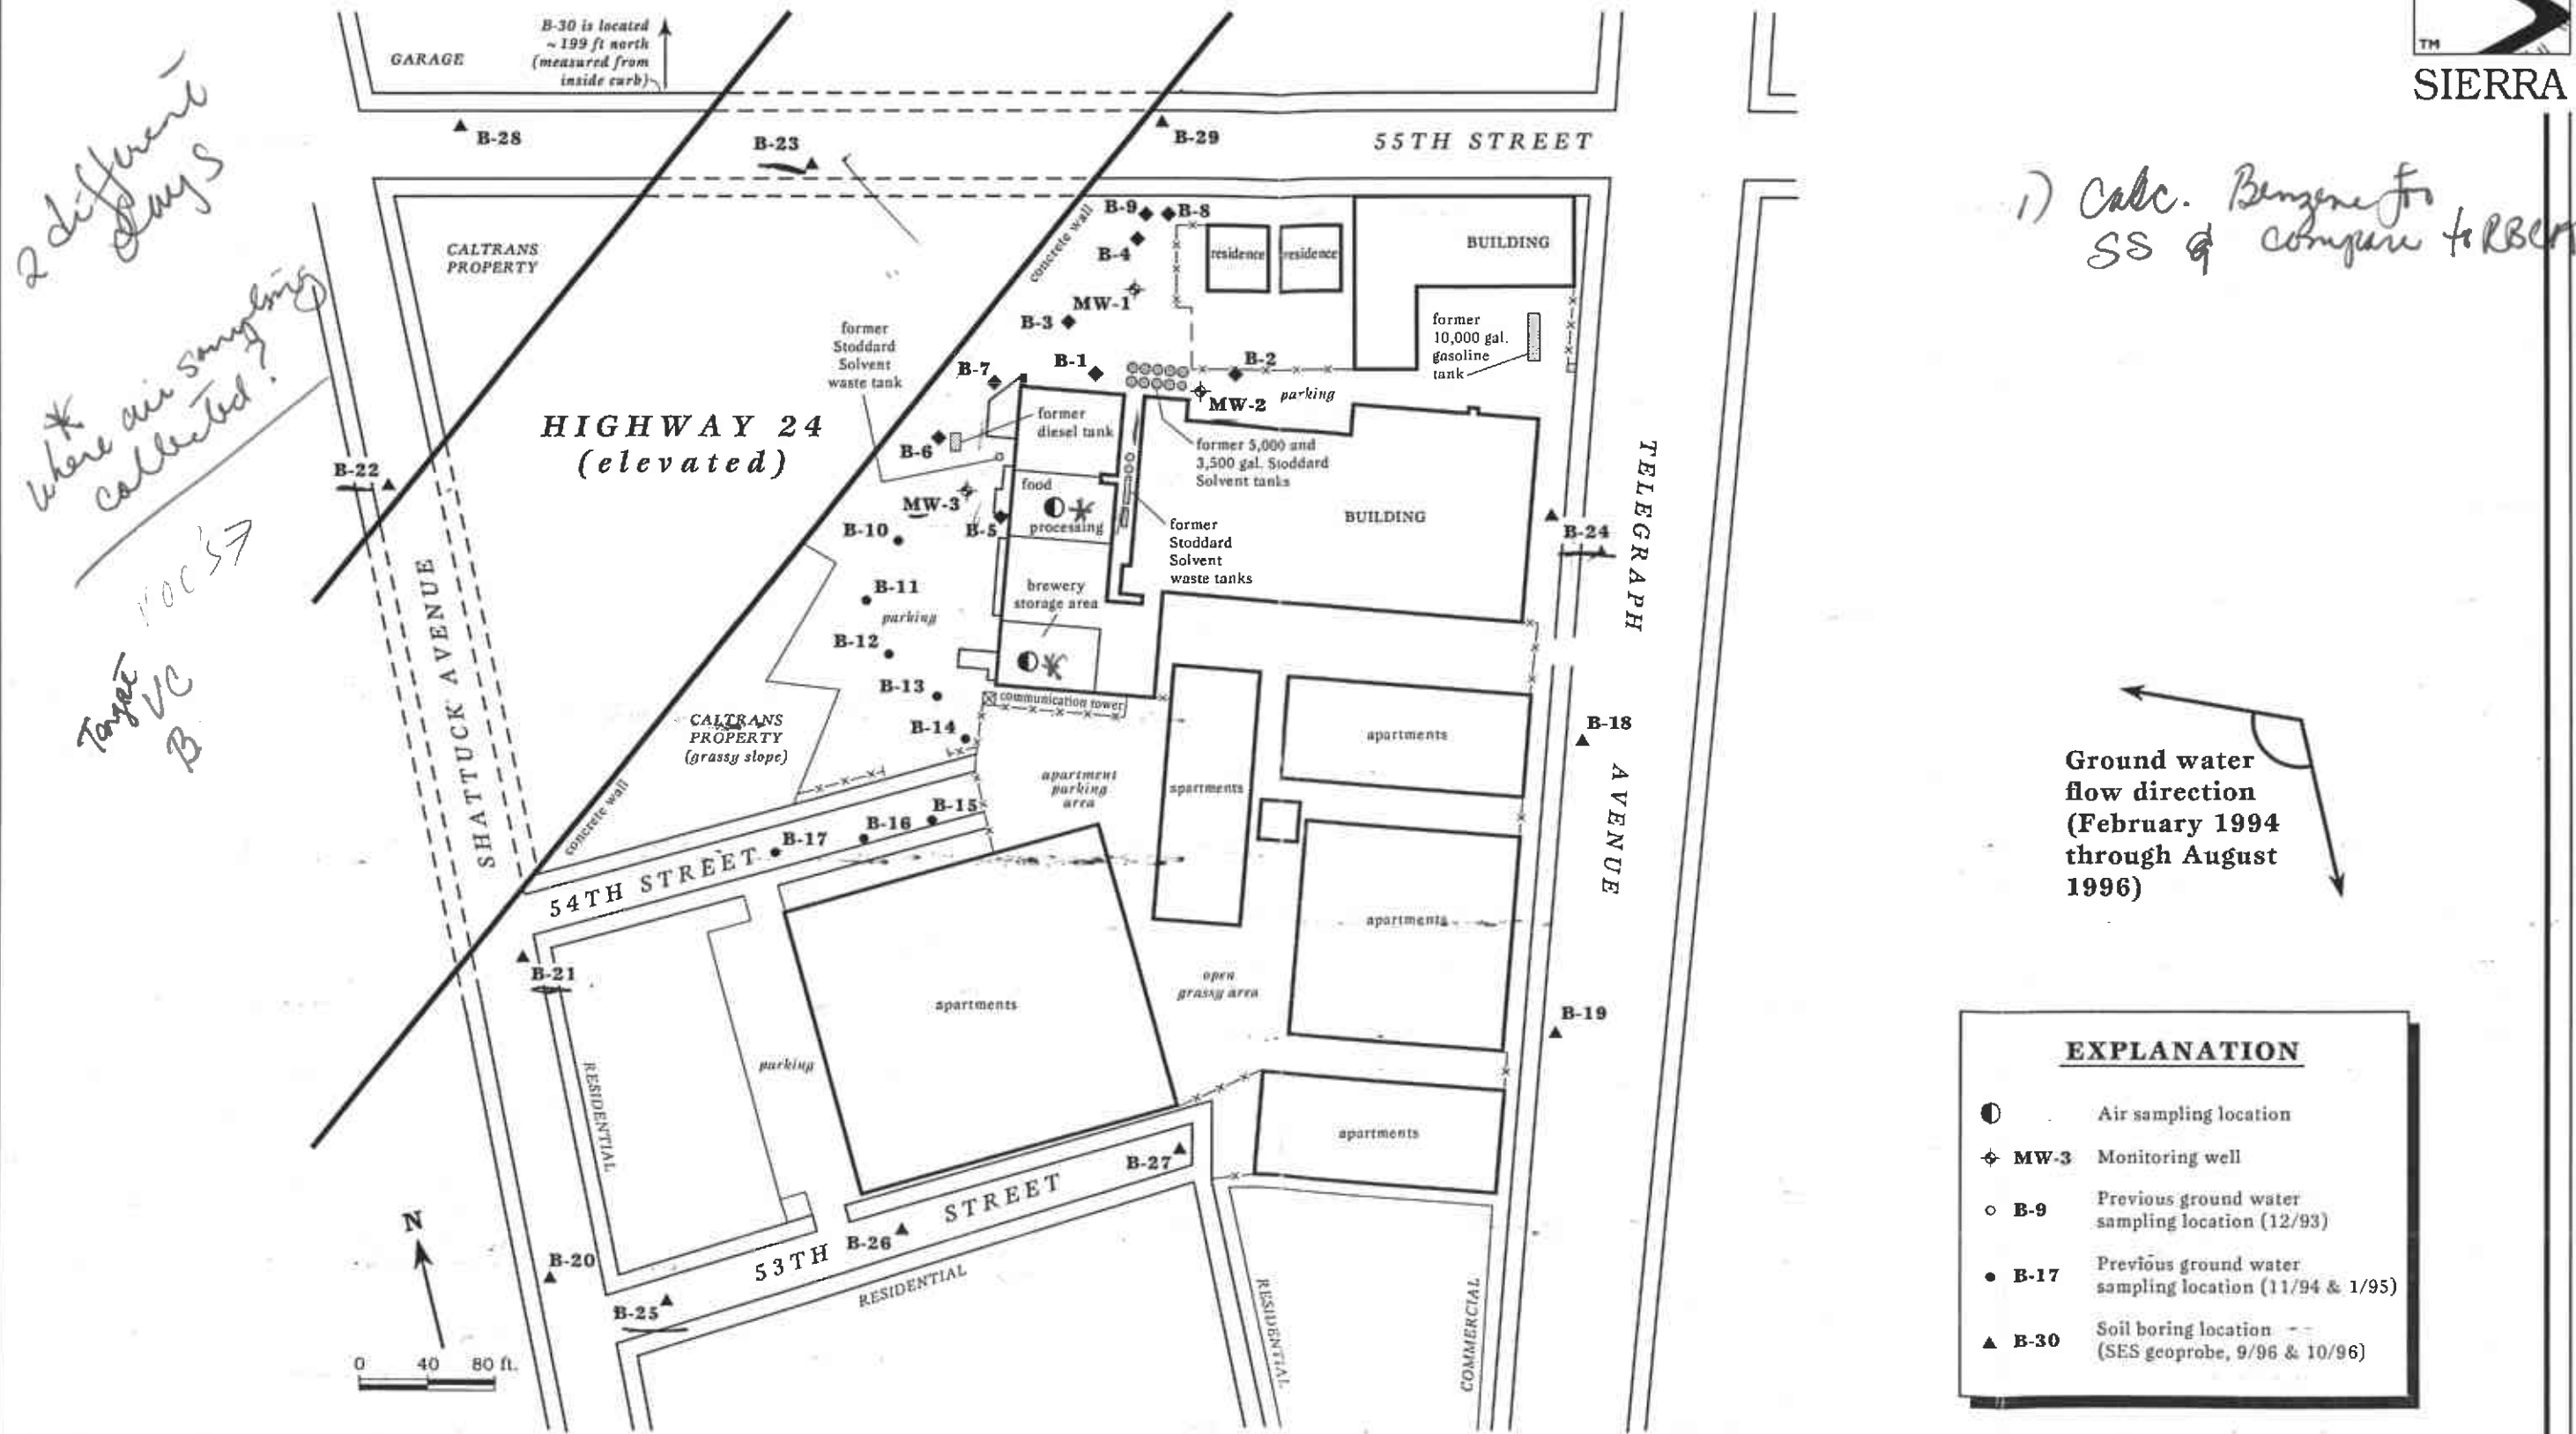 B-30 is located
~ 199 ft north
(measured from
inside curb)
GARAGE
TM
SIERRA
2 different
days
B-28
B-23
B-29
55TH STREET
1) Calc. Benzene for
SS & compare to RBCA
CALTRANS
PROPERTY
concrete wall
B-9
B-8
B-4
residence
residence
BUILDING
MW-1
B-3
former
Stoddard
Solvent
waste tank
former
10,000 gal.
gasoline
tank
* where air sampling
collected?
B-7
B-1
B-2
MW-2
parking
HIGHWAY 24
(elevated)
former
diesel tank
B-6
former 5,000 and
3,500 gal. Stoddard
Solvent tanks
B-22
MW-3
food
processing
*
B-5
BUILDING
B-10
former
Stoddard
Solvent
waste tanks
B-24
TELEGRAPH
AVENUE
VOC's?
B-11
parking
brewery
storage area
B-12
*
B-13
communication tower
B-14
Target
VC
B
SHATTUCK AVENUE
CALTRANS
PROPERTY
(grassy slope)
apartments
B-18
apartment
parking
area
apartments
Ground water
flow direction
(February 1994
through August
1996)
concrete wall
B-15
B-16
B-17
54TH STREET
apartments
B-21
apartments
open
grassy area
B-19
RESIDENTIAL
parking
apartments
B-27
N
B-20
B-26
53TH STREET
RESIDENTIAL
B-25
RESIDENTIAL
COMMERCIAL
0 40 80 ft.
EXPLANATION
Air sampling location
MW-3 Monitoring well
B-9 Previous ground water
sampling location (12/93)
B-17 Previous ground water
sampling location (11/94 & 1/95)
B-30 Soil boring location
(SES geoprobe, 9/96 & 10/96)